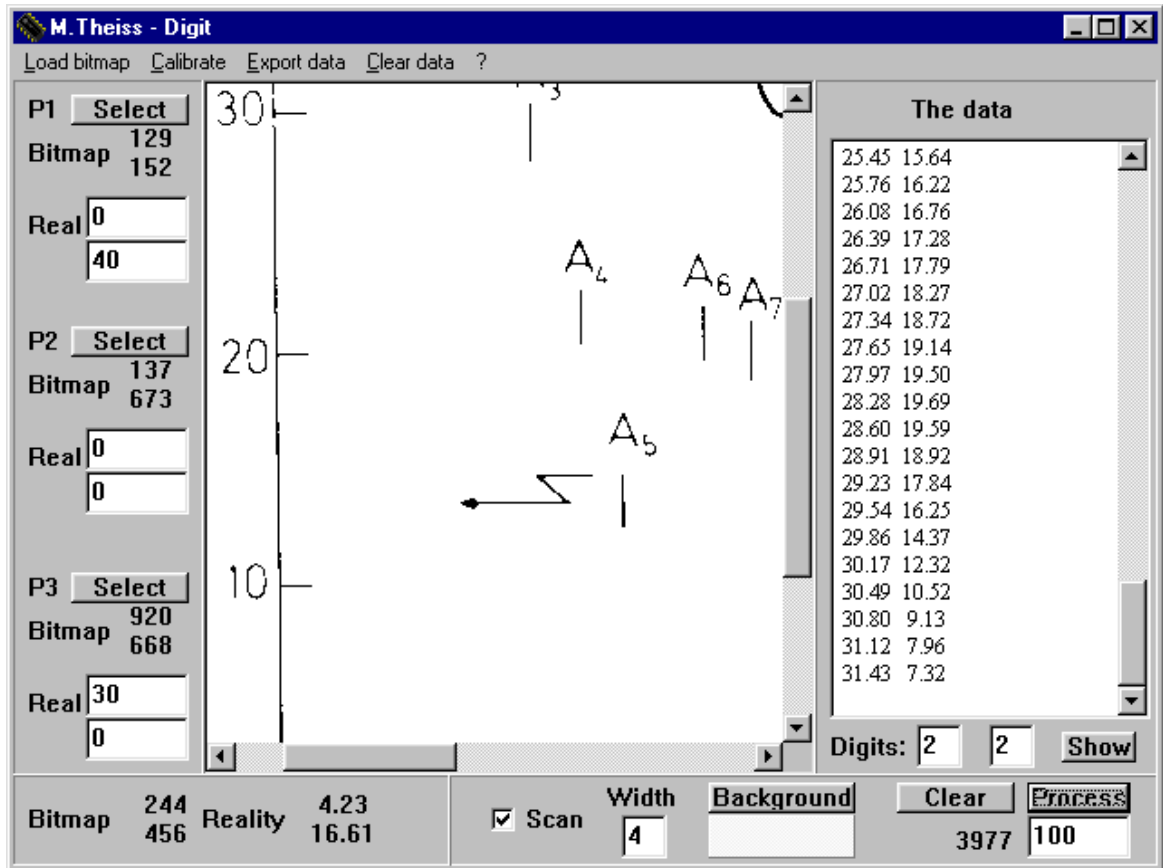 M.Theiss - Digit
Load bitmap Calibrate Export data Clear data ?
P1 Select
Bitmap 129
152
Real 0
40
P2 Select
Bitmap 137
673
Real 0
0
P3 Select
Bitmap 920
668
Real 30
0
30
3
A4
A6
A7
20
A5
10
The data
25.45 15.64
25.76 16.22
26.08 16.76
26.39 17.28
26.71 17.79
27.02 18.27
27.34 18.72
27.65 19.14
27.97 19.50
28.28 19.69
28.60 19.59
28.91 18.92
29.23 17.84
29.54 16.25
29.86 14.37
30.17 12.32
30.49 10.52
30.80 9.13
31.12 7.96
31.43 7.32
Digits: 2 2 Show
Bitmap 244 Reality 4.23
456 16.61
Scan
Width
4
Background
Clear Process
3977 100